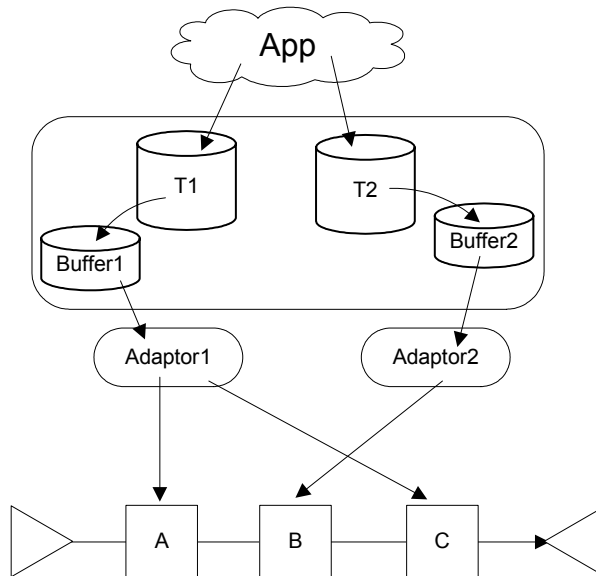 App
T1
T2
Buffer1
Buffer2
Adaptor1
Adaptor2
A
B
C